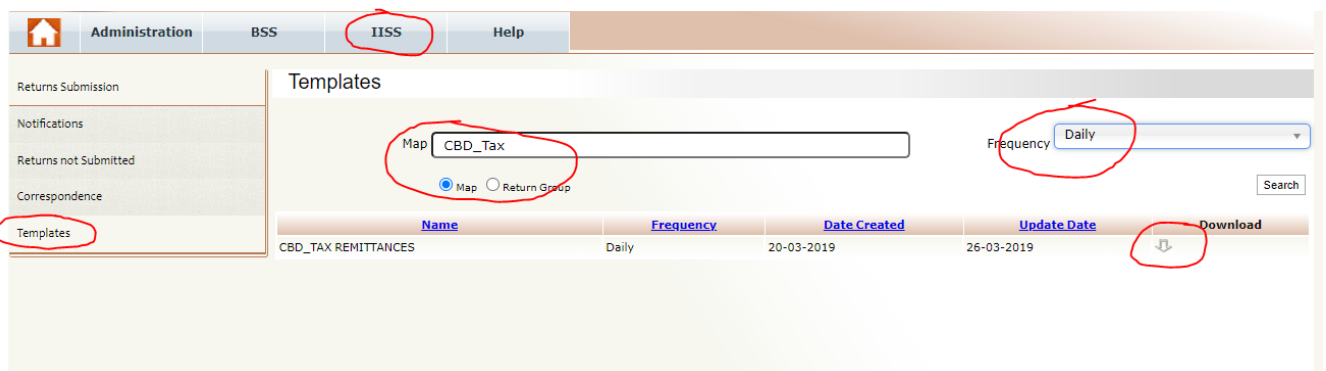 Administration BSS IISS Help
Returns Submission
Notifications
Returns not Submitted
Correspondence
Templates
Templates
Map CBD_Tax
Frequency Daily
Map Return Group
Search
Name Frequency Date Created Update Date Download
CBD_TAX REMITTANCES Daily 20-03-2019 26-03-2019